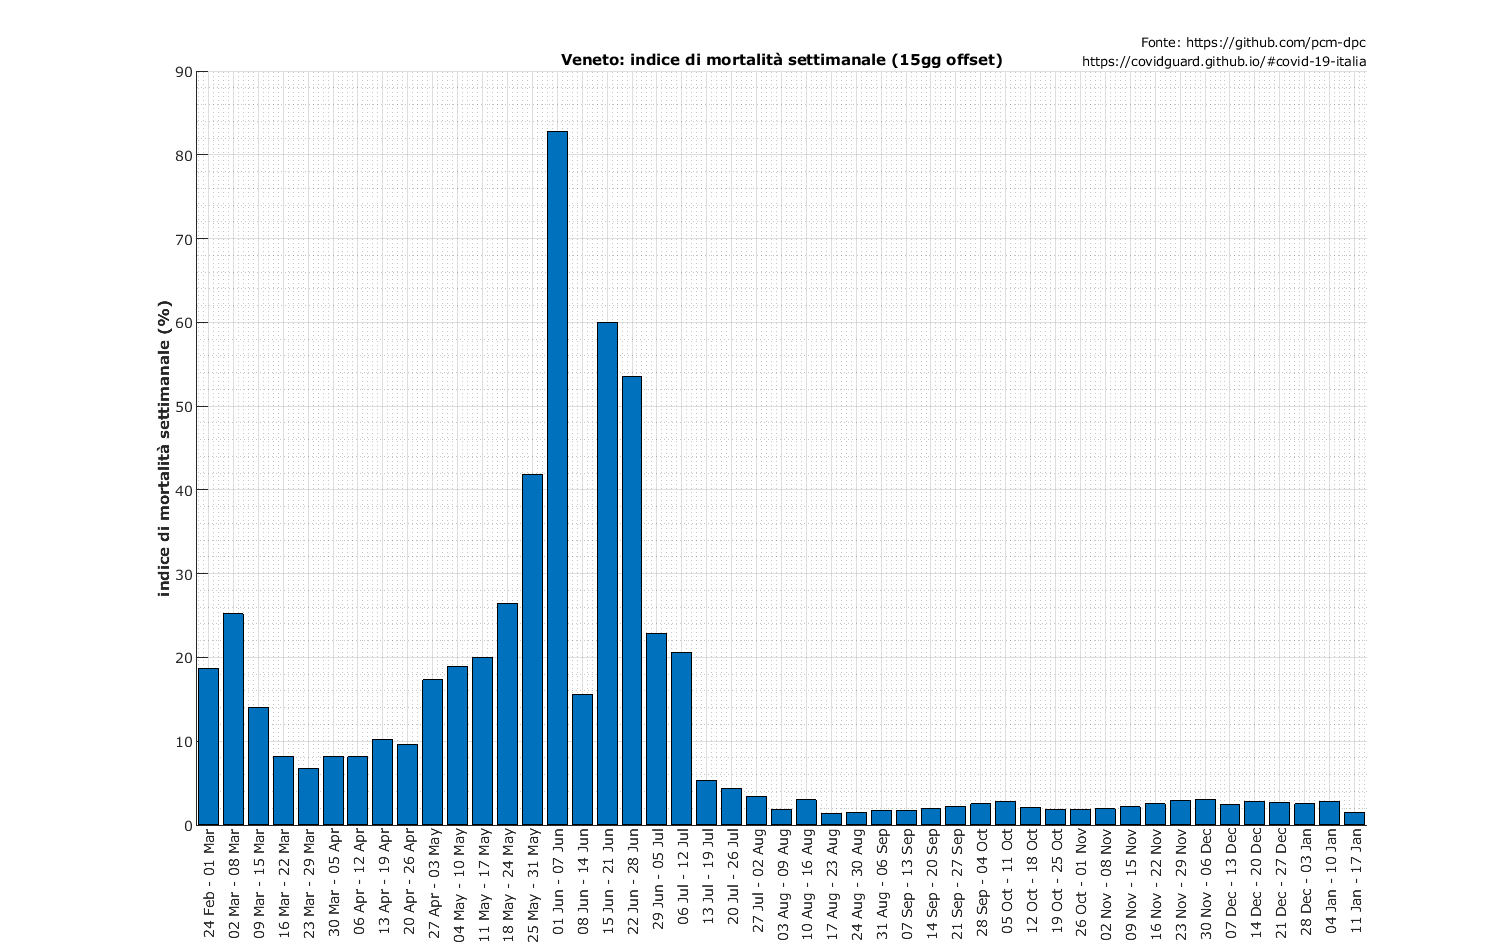 Fonte: https://github.com/pcm-dpc
https://covidguard.github.io/#covid-19-italia
Veneto: indice di mortalità settimanale (15gg offset)
indice di mortalità settimanale (%)
90
80
70
60
50
40
30
20
10
0
24 Feb - 01 Mar
02 Mar - 08 Mar
09 Mar - 15 Mar
16 Mar - 22 Mar
23 Mar - 29 Mar
30 Mar - 05 Apr
06 Apr - 12 Apr
13 Apr - 19 Apr
20 Apr - 26 Apr
27 Apr - 03 May
04 May - 10 May
11 May - 17 May
18 May - 24 May
25 May - 31 May
01 Jun - 07 Jun
08 Jun - 14 Jun
15 Jun - 21 Jun
22 Jun - 28 Jun
29 Jun - 05 Jul
06 Jul - 12 Jul
13 Jul - 19 Jul
20 Jul - 26 Jul
27 Jul - 02 Aug
03 Aug - 09 Aug
10 Aug - 16 Aug
17 Aug - 23 Aug
24 Aug - 30 Aug
31 Aug - 06 Sep
07 Sep - 13 Sep
14 Sep - 20 Sep
21 Sep - 27 Sep
28 Sep - 04 Oct
05 Oct - 11 Oct
12 Oct - 18 Oct
19 Oct - 25 Oct
26 Oct - 01 Nov
02 Nov - 08 Nov
09 Nov - 15 Nov
16 Nov - 22 Nov
23 Nov - 29 Nov
30 Nov - 06 Dec
07 Dec - 13 Dec
14 Dec - 20 Dec
21 Dec - 27 Dec
28 Dec - 03 Jan
04 Jan - 10 Jan
11 Jan - 17 Jan